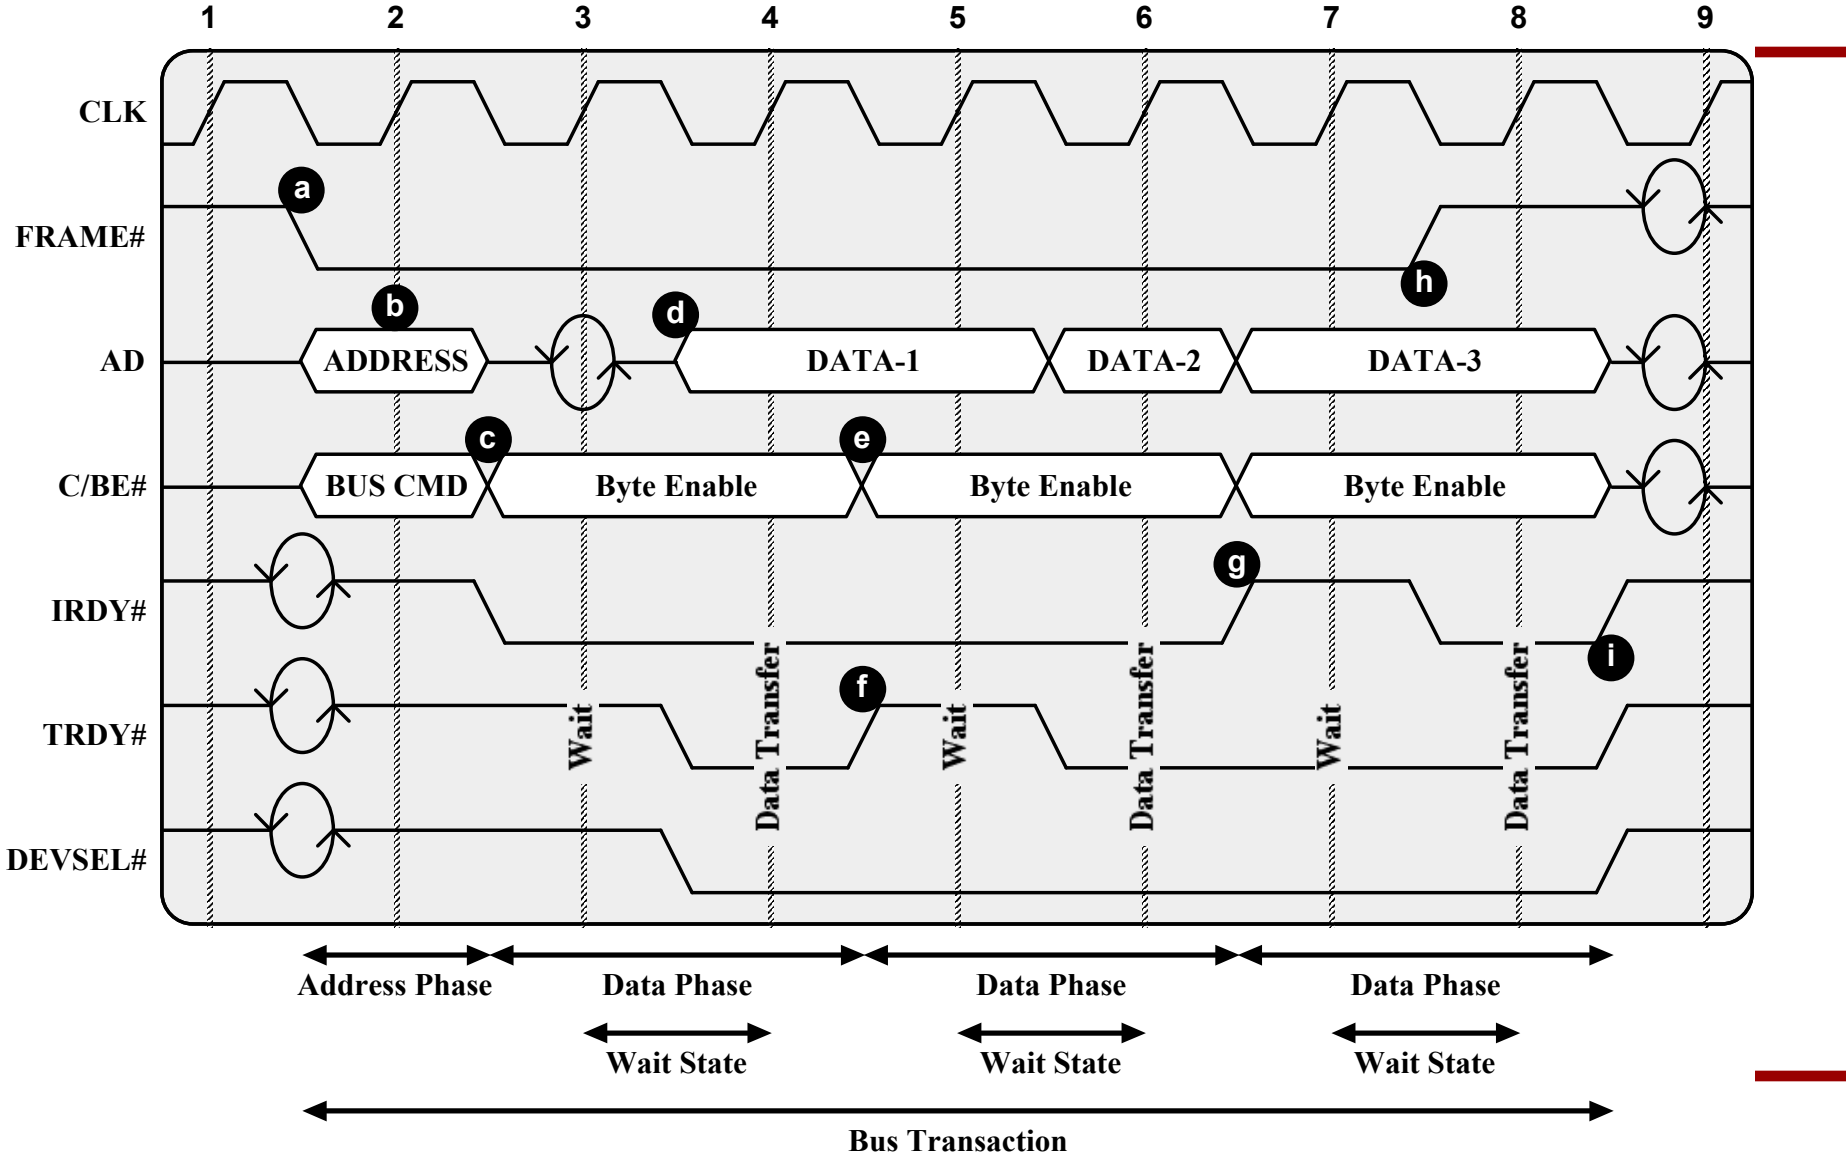 1 2 3 4 5 6 7 8 9
CLK
a
FRAME#
h
b
d
AD ADDRESS DATA-1 DATA-2 DATA-3
c e
C/BE# BUS CMD Byte Enable Byte Enable Byte Enable
g
IRDY#
i
f
TRDY#
Wait Data Transfer Wait Data Transfer Wait Data Transfer
DEVSEL#
Address Phase Data Phase Data Phase Data Phase
Wait State Wait State Wait State
Bus Transaction